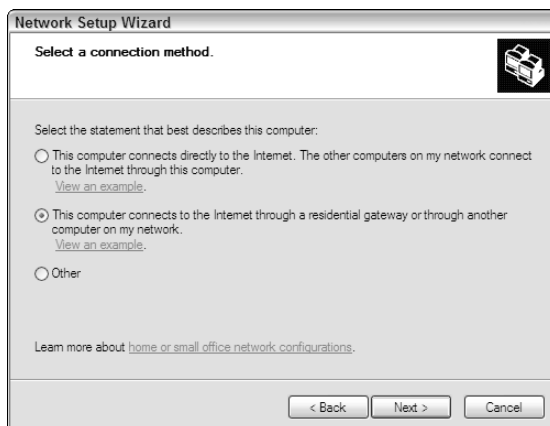 Network Setup Wizard
Select a connection method.
Select the statement that best describes this computer:
This computer connects directly to the Internet. The other computers on my network connect
to the Internet through this computer.
View an example.
This computer connects to the Internet through a residential gateway or through another
computer on my network.
View an example.
Other
Learn more about home or small office network configurations.
< Back Next > Cancel